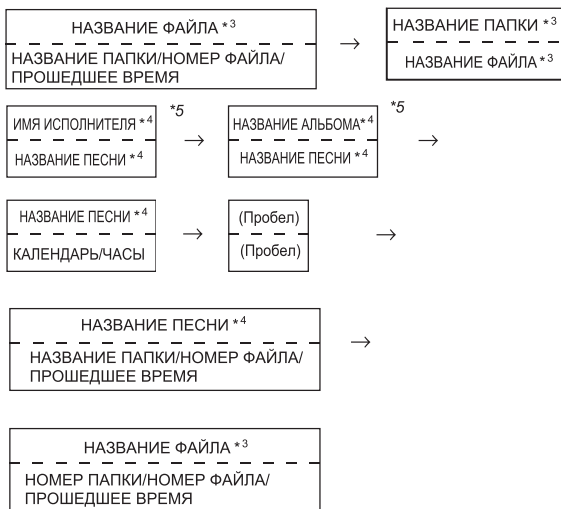 НАЗВАНИЕ ФАЙЛА *3
НАЗВАНИЕ ПАПКИ/НОМЕР ФАЙЛА/
ПРОШЕДШЕЕ ВРЕМЯ
→
НАЗВАНИЕ ПАПКИ *3
НАЗВАНИЕ ФАЙЛА *3
ИМЯ ИСПОЛНИТЕЛЯ *4
НАЗВАНИЕ ПЕСНИ *4
*5
→
НАЗВАНИЕ АЛЬБОМА*4
НАЗВАНИЕ ПЕСНИ *4
*5
→
НАЗВАНИЕ ПЕСНИ *4
КАЛЕНДАРЬ/ЧАСЫ
→
(Пробел)
(Пробел)
→
НАЗВАНИЕ ПЕСНИ *4
НАЗВАНИЕ ПАПКИ/НОМЕР ФАЙЛА/
ПРОШЕДШЕЕ ВРЕМЯ
→
НАЗВАНИЕ ФАЙЛА *3
НОМЕР ПАПКИ/НОМЕР ФАЙЛА/
ПРОШЕДШЕЕ ВРЕМЯ